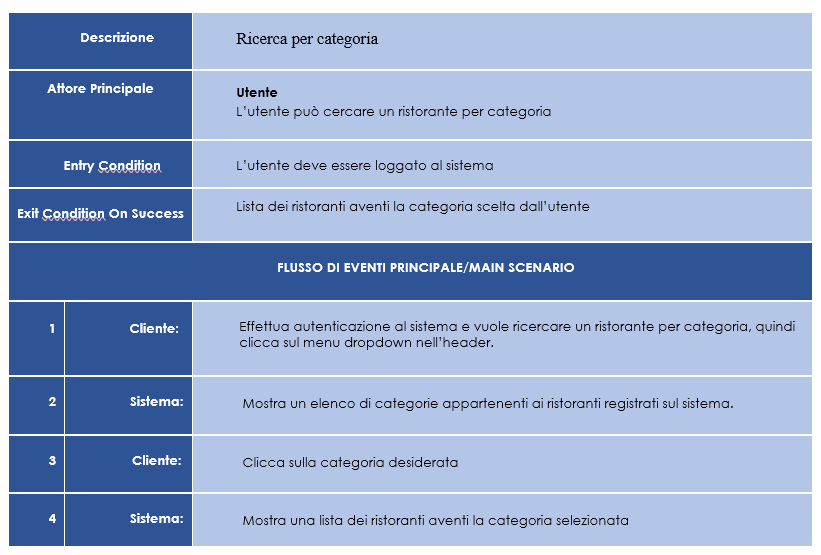 Descrizione
Ricerca per categoria
Attore Principale
Utente
L'utente può cercare un ristorante per categoria
Entry Condition
L'utente deve essere loggato al sistema
Exit Condition On Success
Lista dei ristoranti aventi la categoria scelta dall'utente
FLUSSO DI EVENTI PRINCIPALE/MAIN SCENARIO
1
Cliente:
Effettua autenticazione al sistema e vuole ricercare un ristorante per categoria, quindi
clicca sul menu dropdown nell'header.
2
Sistema:
Mostra un elenco di categorie appartenenti ai ristoranti registrati sul sistema.
3
Cliente:
Clicca sulla categoria desiderata
4
Sistema:
Mostra una lista dei ristoranti aventi la categoria selezionata